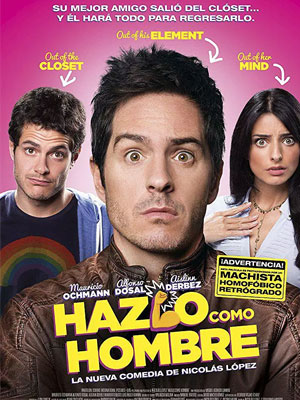 SU MEJOR AMIGO SALIÓ DEL CLÓSET...
Y ÉL HARÁ TODO PARA REGRESARLO.
Out of his ELEMENT
Out of the CLOSET
Out of her MIND
Mauricio OCHMANN
Alfonso DOSAL
Aislinn DERBEZ
¡ADVERTENCIA!
MACHISTA
HOMOFÓBICO
RETRÓGRADO
HAZLO COMO
HOMBRE
LA NUEVA COMEDIA DE NICOLÁS LÓPEZ